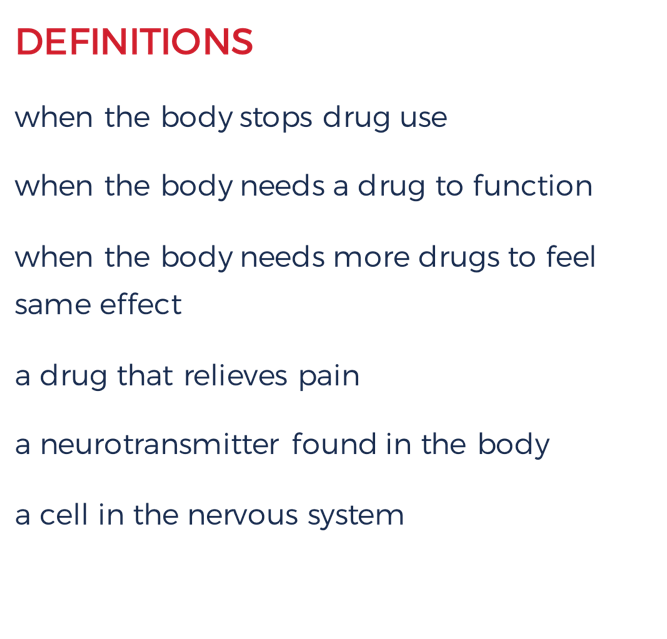 DEFINITIONS
when the body stops drug use
when the body needs a drug to function
when the body needs more drugs to feel
same effect
a drug that relieves pain
a neurotransmitter found in the body
a cell in the nervous system